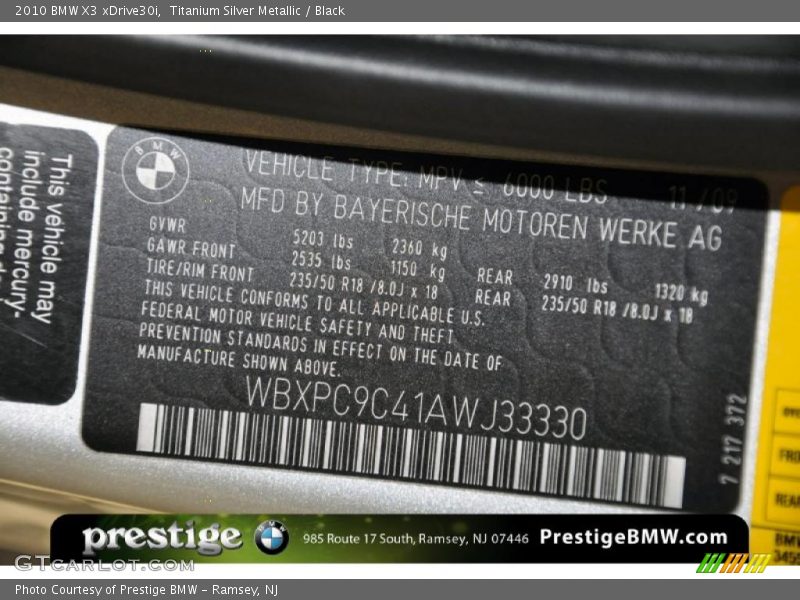 2010 BMW X3 xDrive30i,  Titanium Silver Metallic / Black
This vehicle may
include mercury-
BMW
VEHICLE TYPE: MPV ≤ 6000 LBS 11/09
MFD BY BAYERISCHE MOTOREN WERKE AG
GVWR 5203 lbs 2360 kg
GAWR FRONT 2535 lbs 1150 kg REAR 2910 lbs 1320 kg
TIRE/RIM FRONT 235/50 R18 /8.0J x 18 REAR 235/50 R18 /8.0J x 18
THIS VEHICLE CONFORMS TO ALL APPLICABLE U.S.
FEDERAL MOTOR VEHICLE SAFETY AND THEFT
PREVENTION STANDARDS IN EFFECT ON THE DATE OF
MANUFACTURE SHOWN ABOVE.
WBXPC9C41AWJ33330
7 217 372
BMW
prestige 985 Route 17 South, Ramsey, NJ 07446 PrestigeBMW.com
GTcarlot.com
Photo Courtesy of Prestige BMW – Ramsey, NJ